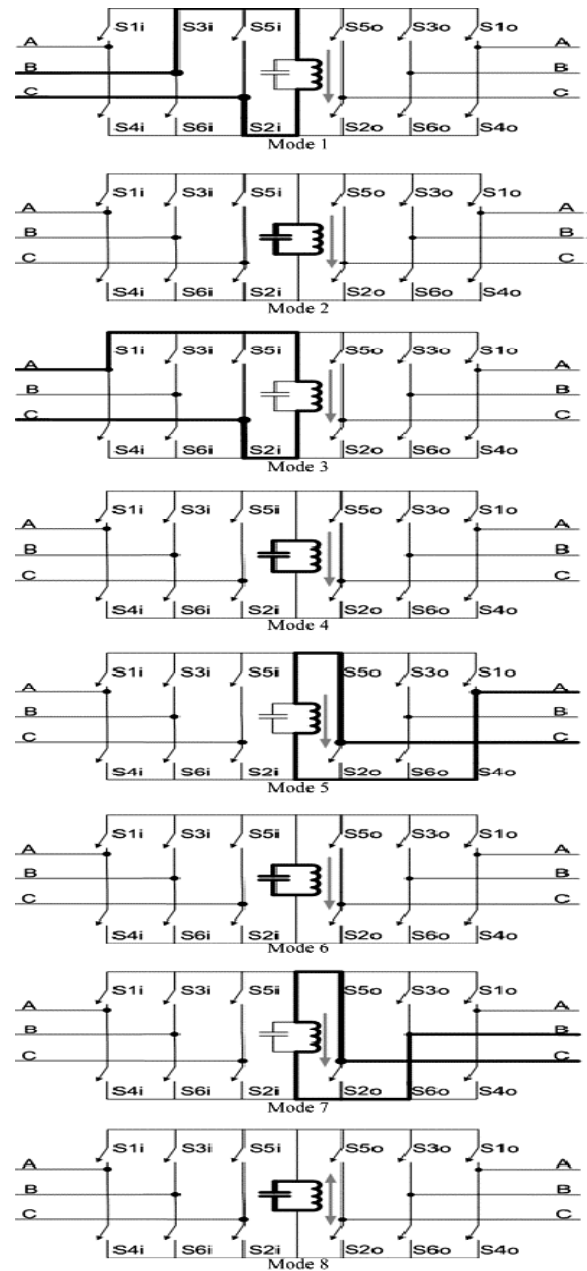 S1i S3i S5i S5o S3o S1o
A A
B B
C C
S4i S6i S2i S2o S6o S4o
Mode 1
S1i S3i S5i S5o S3o S1o
A A
B B
C C
S4i S6i S2i S2o S6o S4o
Mode 2
S1i S3i S5i S5o S3o S1o
A A
B B
C C
S4i S6i S2i S2o S6o S4o
Mode 3
S1i S3i S5i S5o S3o S1o
A A
B B
C C
S4i S6i S2i S2o S6o S4o
Mode 4
S1i S3i S5i S5o S3o S1o
A A
B B
C C
S4i S6i S2i S2o S6o S4o
Mode 5
S1i S3i S5i S5o S3o S1o
A A
B B
C C
S4i S6i S2i S2o S6o S4o
Mode 6
S1i S3i S5i S5o S3o S1o
A A
B B
C C
S4i S6i S2i S2o S6o S4o
Mode 7
S1i S3i S5i S5o S3o S1o
A A
B B
C C
S4i S6i S2i S2o S6o S4o
Mode 8